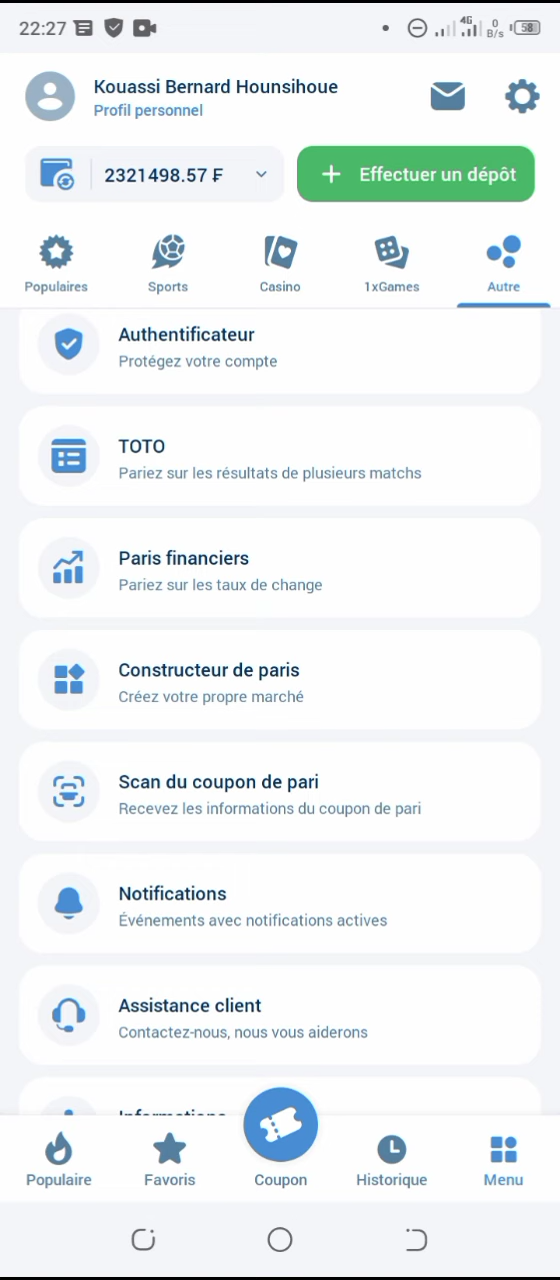 22:27
4G
0
B/s
58
Kouassi Bernard Hounsihoue
Profil personnel
2321498.57 ₣
+ Effectuer un dépôt
Populaires
Sports
Casino
1xGames
Autre
Authentificateur
Protégez votre compte
TOTO
Pariez sur les résultats de plusieurs matchs
Paris financiers
Pariez sur les taux de change
Constructeur de paris
Créez votre propre marché
Scan du coupon de pari
Recevez les informations du coupon de pari
Notifications
Événements avec notifications actives
Assistance client
Contactez-nous, nous vous aiderons
Informations
Populaire
Favoris
Coupon
Historique
Menu